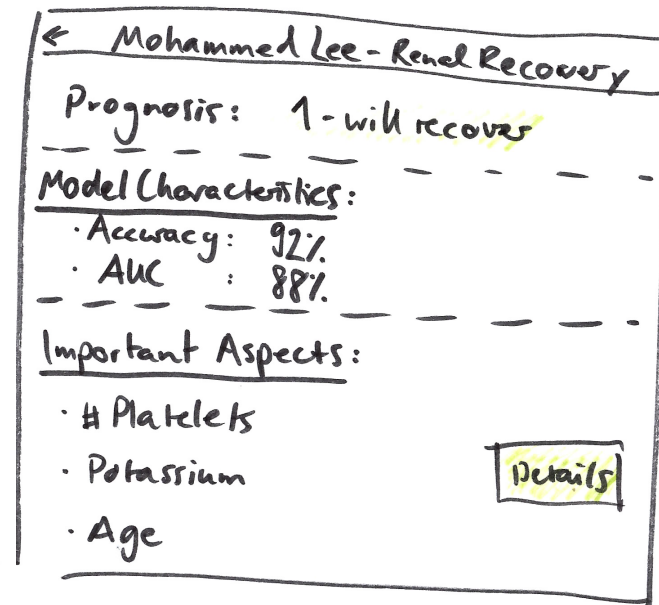 ← Mohammed Lee - Renal Recovery
Prognosis: 1 - will recover
Model Characteristics:
· Accuracy: 92%
· AUC : 88%
Important Aspects:
· # Platelets
· Potassium
Details
· Age